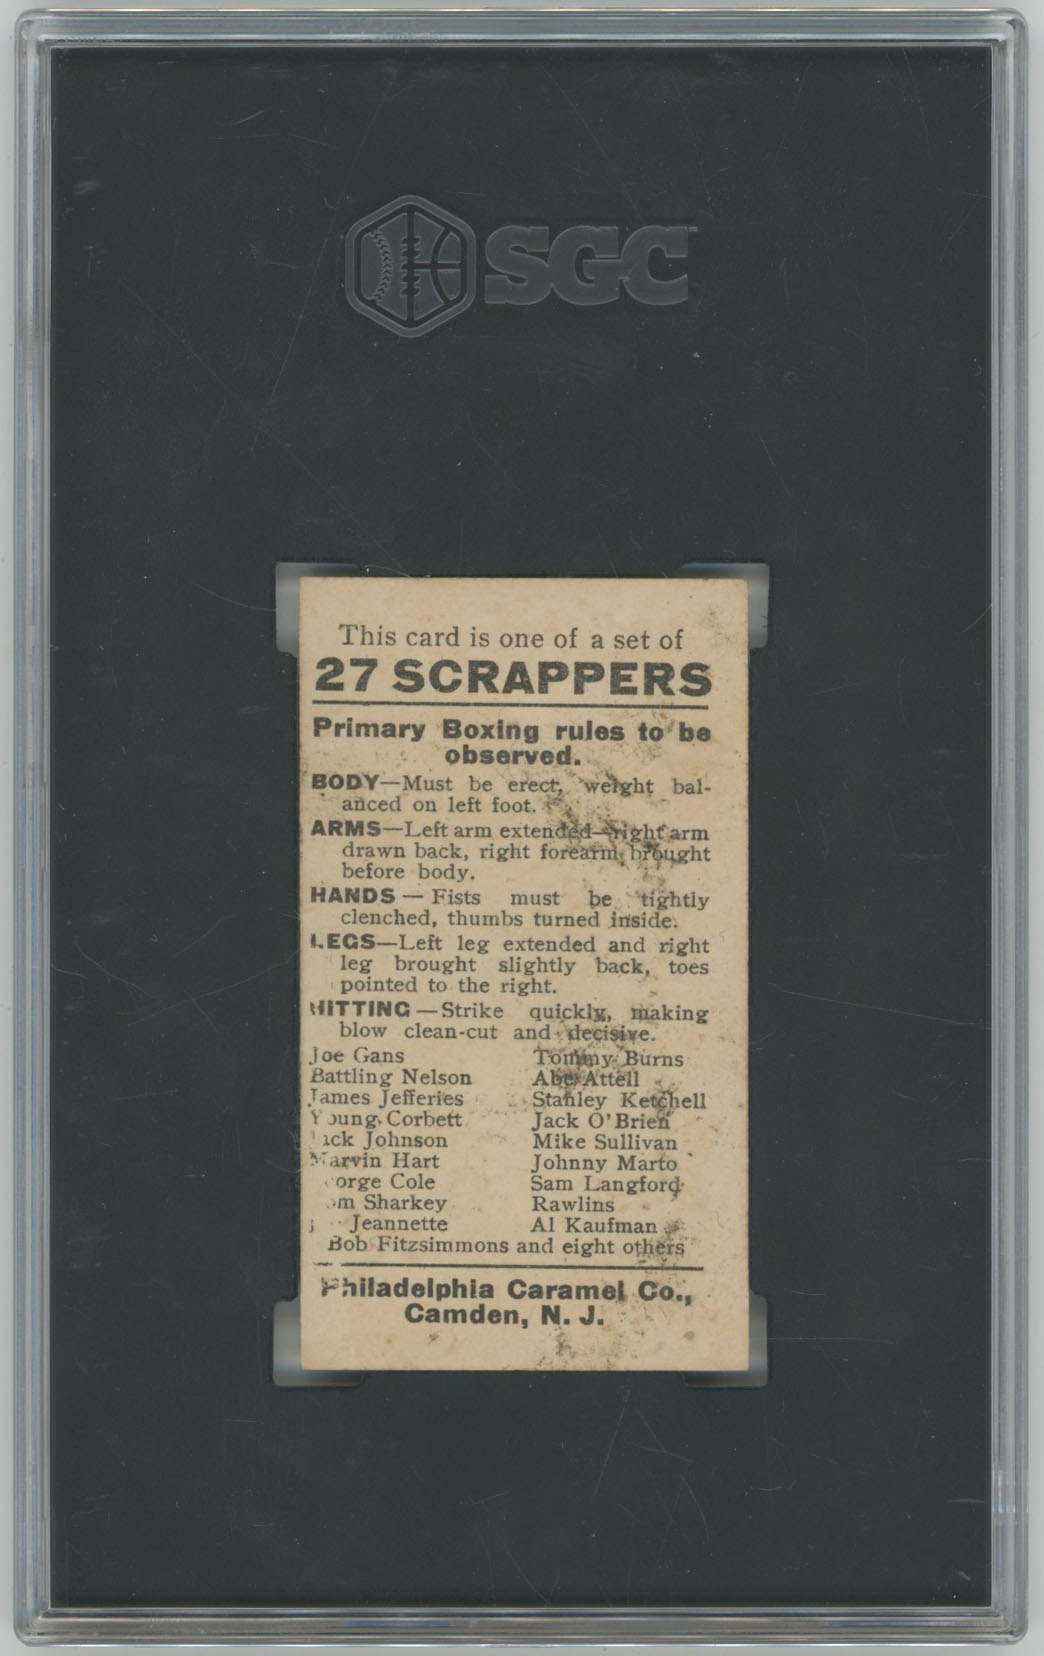 SGC
This card is one of a set of
27 SCRAPPERS
Primary Boxing rules to be
observed.
BODY—Must be erect, weight bal-
anced on left foot.
ARMS—Left arm extended—right arm
drawn back, right forearm brought
before body.
HANDS — Fists must be tightly
clenched, thumbs turned inside.
LEGS—Left leg extended and right
leg brought slightly back, toes
pointed to the right.
HITTING — Strike quickly, making
blow clean-cut and decisive.
Joe Gans Tommy Burns
Battling Nelson Abe Attell
James Jefferies Stanley Ketchell
Young Corbett Jack O'Brien
Jack Johnson Mike Sullivan
Marvin Hart Johnny Marto
George Cole Sam Langford
Tom Sharkey Rawlins
Jeannette Al Kaufman
Bob Fitzsimmons and eight others
Philadelphia Caramel Co.,
Camden, N. J.